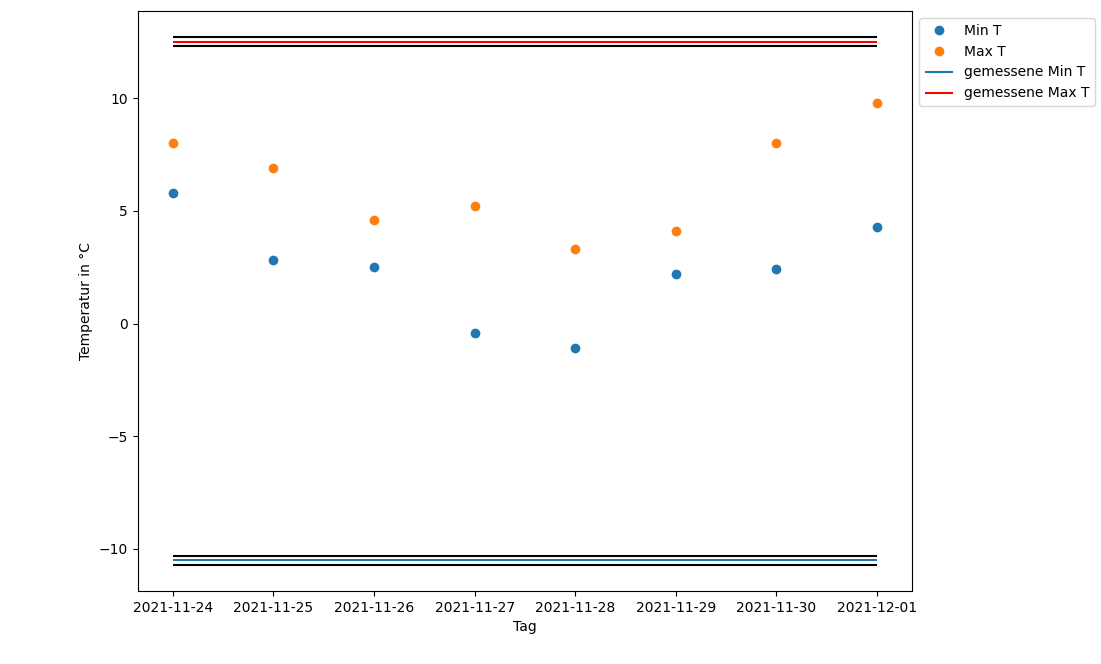 Min T
Max T
gemessene Min T
gemessene Max T
10
5
0
−5
−10
Temperatur in °C
2021-11-24 2021-11-25 2021-11-26 2021-11-27 2021-11-28 2021-11-29 2021-11-30 2021-12-01
Tag